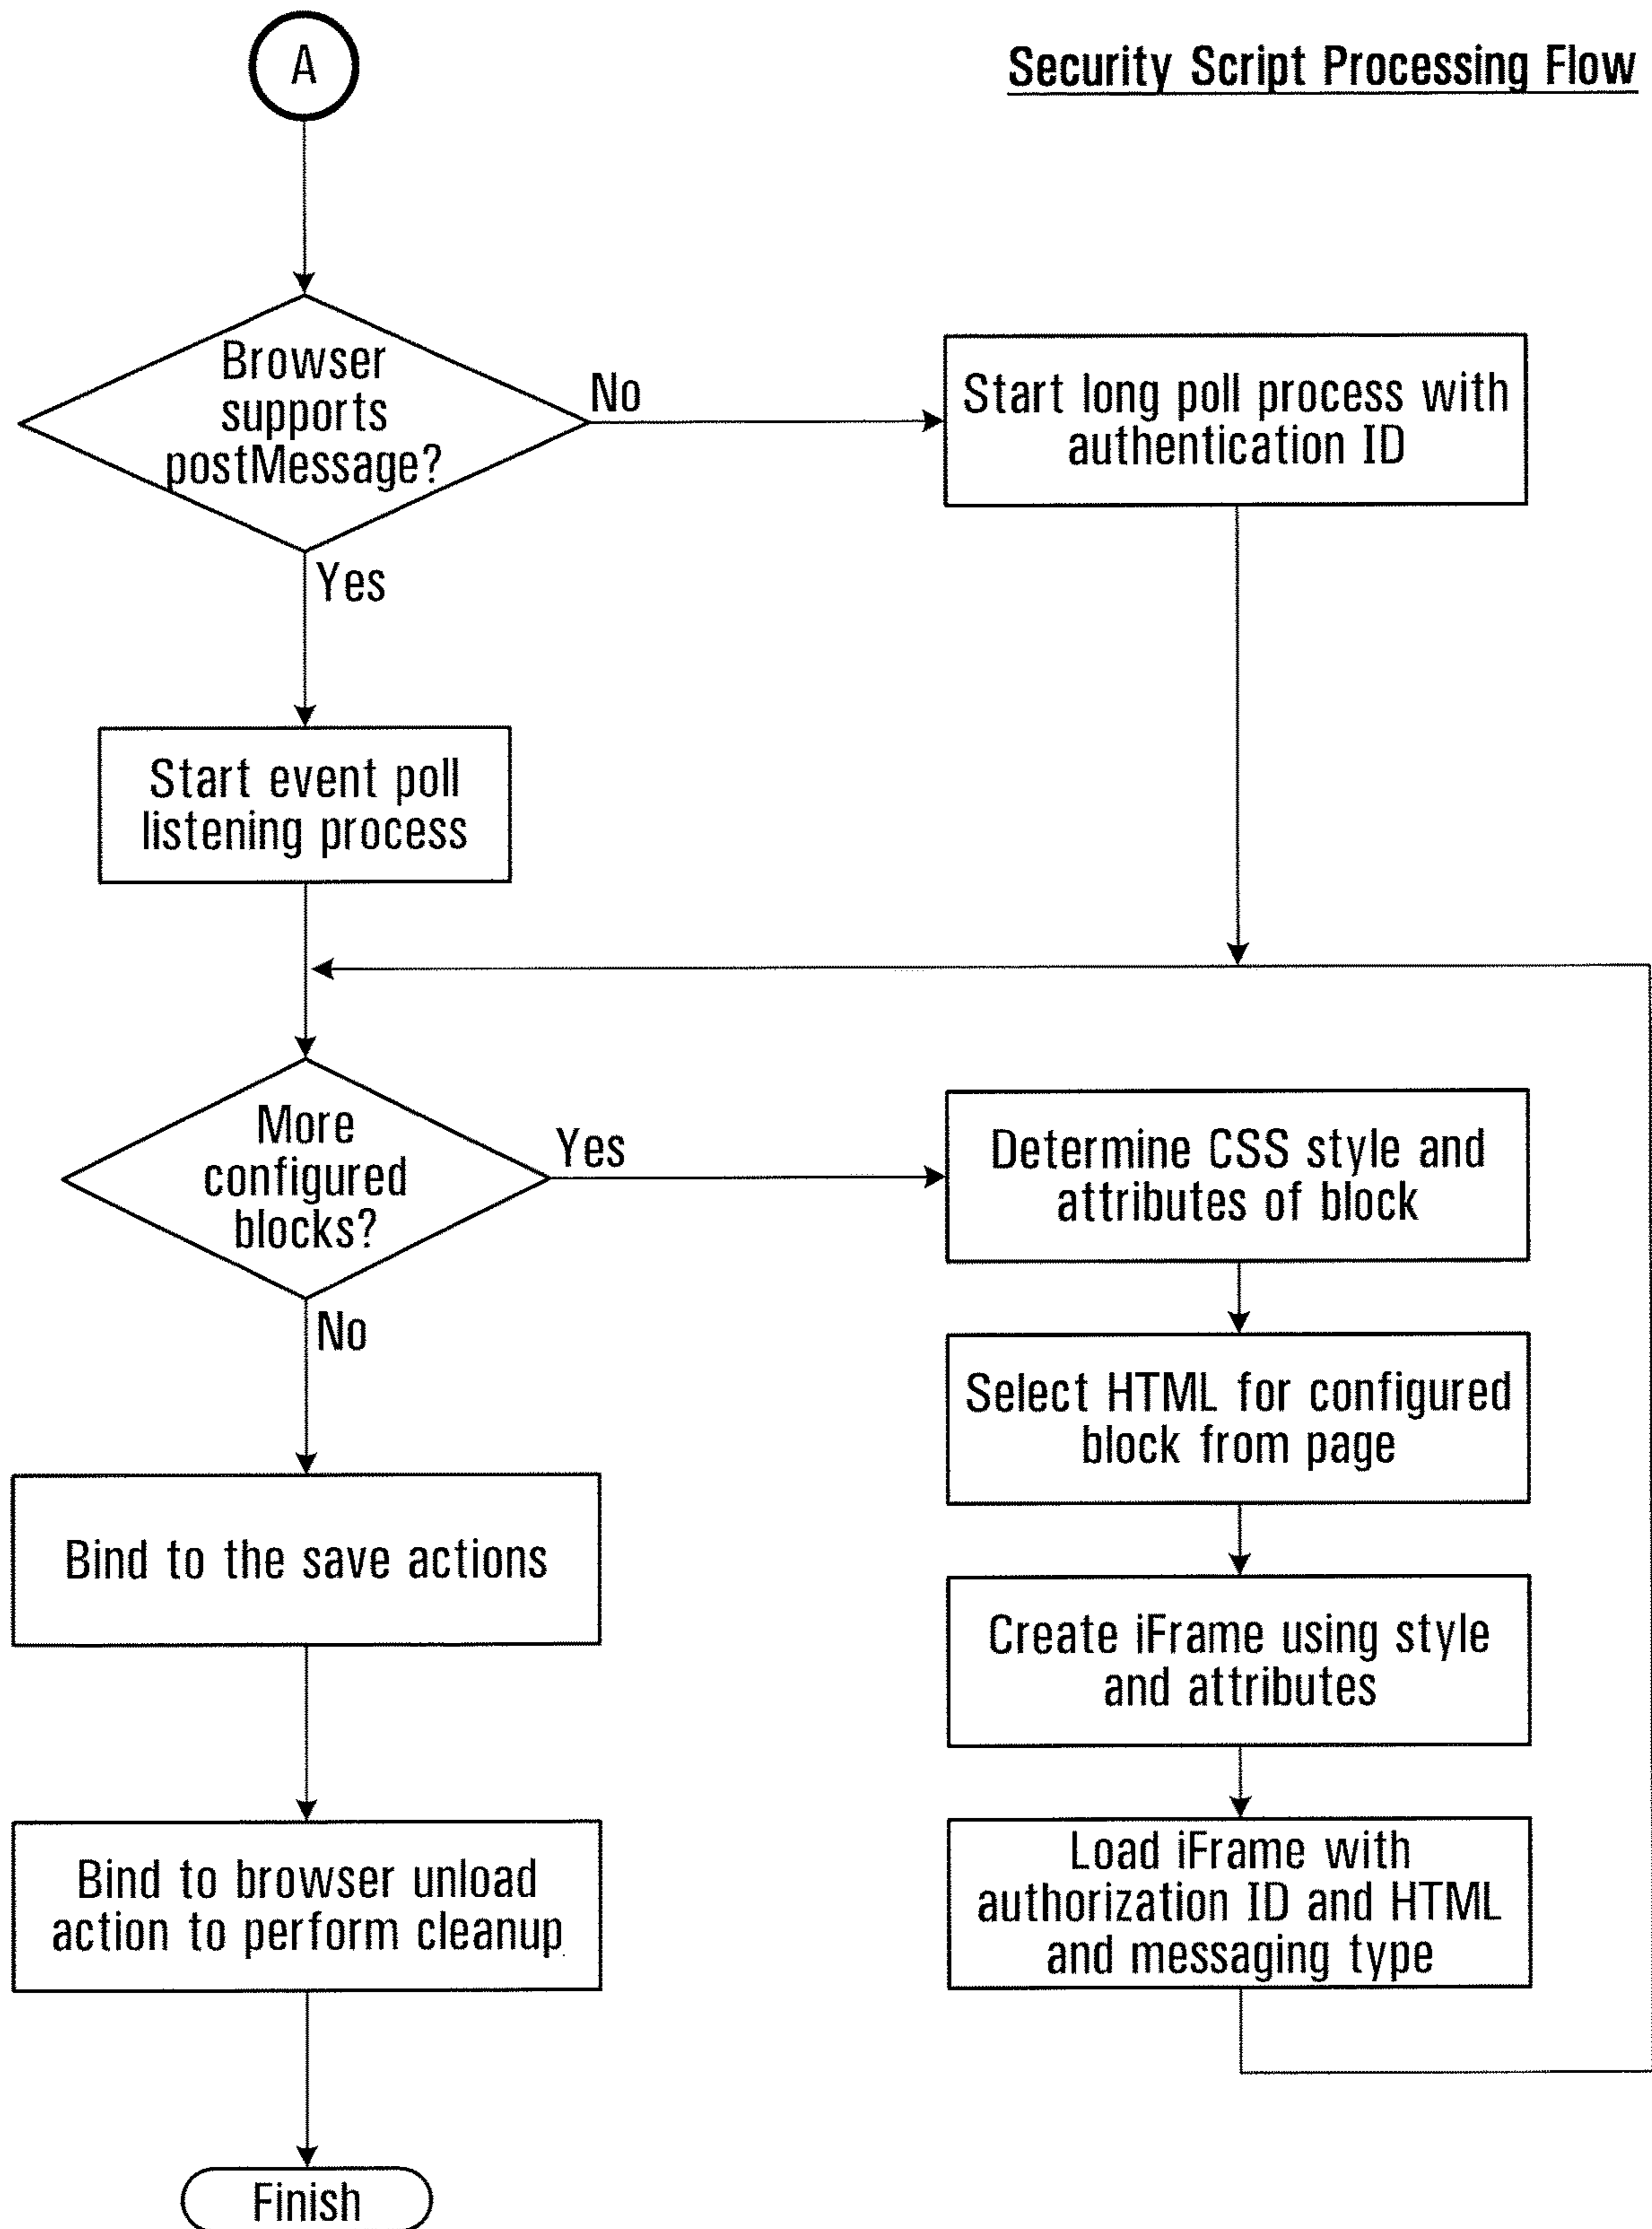 A
Security Script Processing Flow
Browser
supports
postMessage?
No
Start long poll process with
authentication ID
Yes
Start event poll
listening process
More
configured
blocks?
Yes
Determine CSS style and
attributes of block
No
Select HTML for configured
block from page
Bind to the save actions
Create iFrame using style
and attributes
Load iFrame with
authorization ID and HTML
and messaging type
Bind to browser unload
action to perform cleanup
Finish